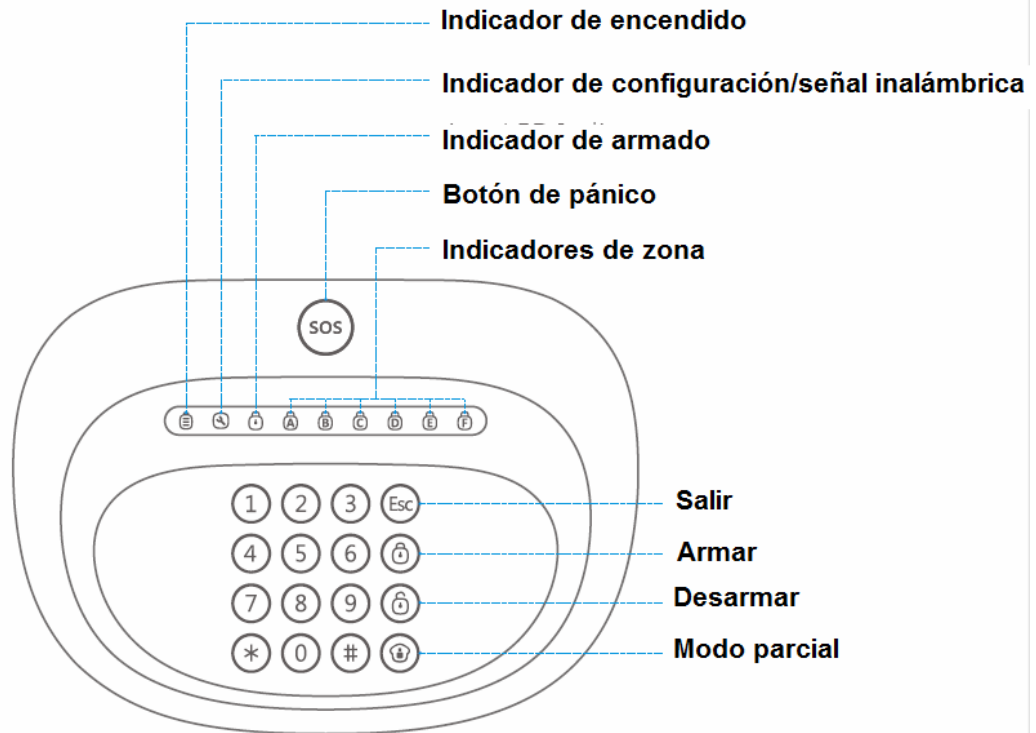 Indicador de encendido
Indicador de configuración/señal inalámbrica
Indicador de armado
Botón de pánico
Indicadores de zona
SOS
A B C D E F
1 2 3 Esc
Salir
4 5 6
Armar
7 8 9
Desarmar
* 0 #
Modo parcial